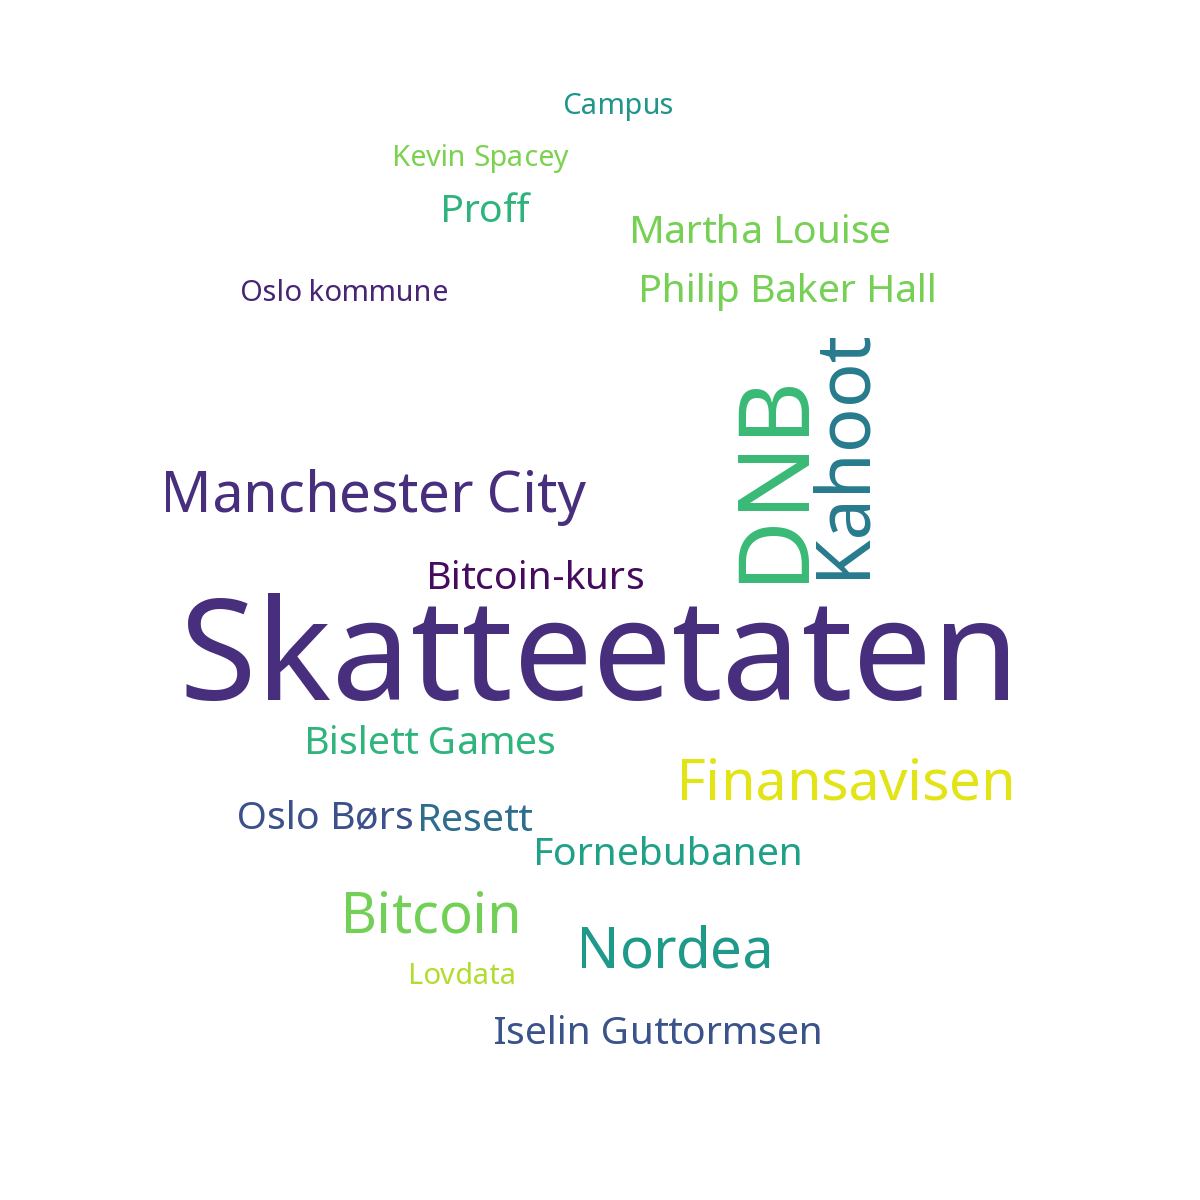 Campus
Kevin Spacey
Proff
Martha Louise
Philip Baker Hall
Oslo kommune
DNB
Kahoot
Manchester City
Bitcoin-kurs
Skatteetaten
Bislett Games
Finansavisen
Oslo Børs
Resett
Fornebubanen
Bitcoin
Nordea
Lovdata
Iselin Guttormsen